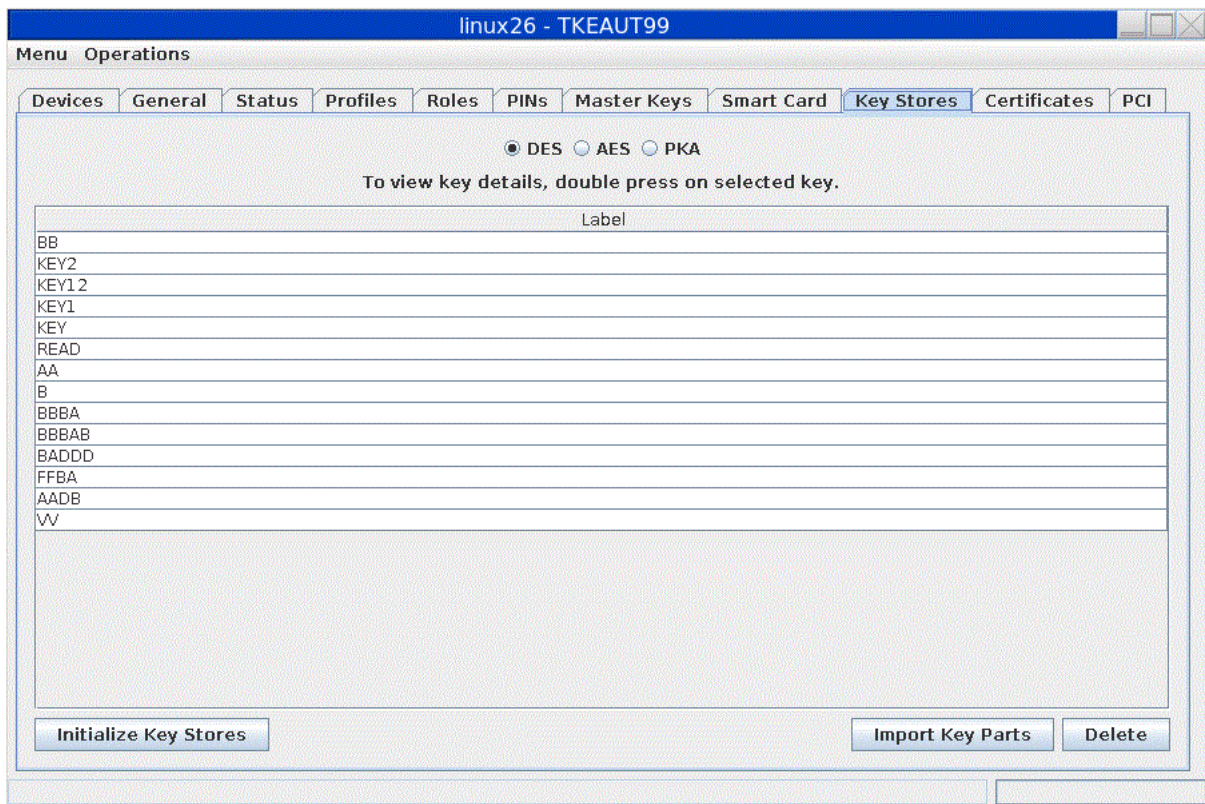 linux26 - TKEAUT99
Menu Operations
Devices General Status Profiles Roles PINs Master Keys Smart Card Key Stores Certificates PCI
DES AES PKA
To view key details, double press on selected key.
Label
BB
KEY2
KEY12
KEY1
KEY
READ
AA
B
BBBA
BBBAB
BADDD
FFBA
AADB
VV
Initialize Key Stores Import Key Parts Delete